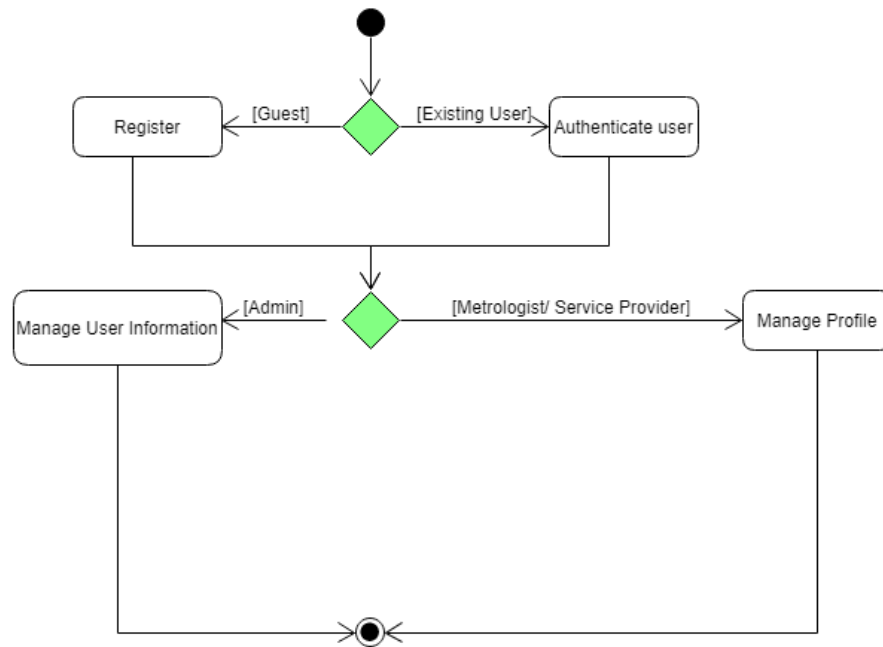 [Guest]
[Existing User]
Register
Authenticate user
[Admin]
[Metrologist/ Service Provider]
Manage User Information
Manage Profile